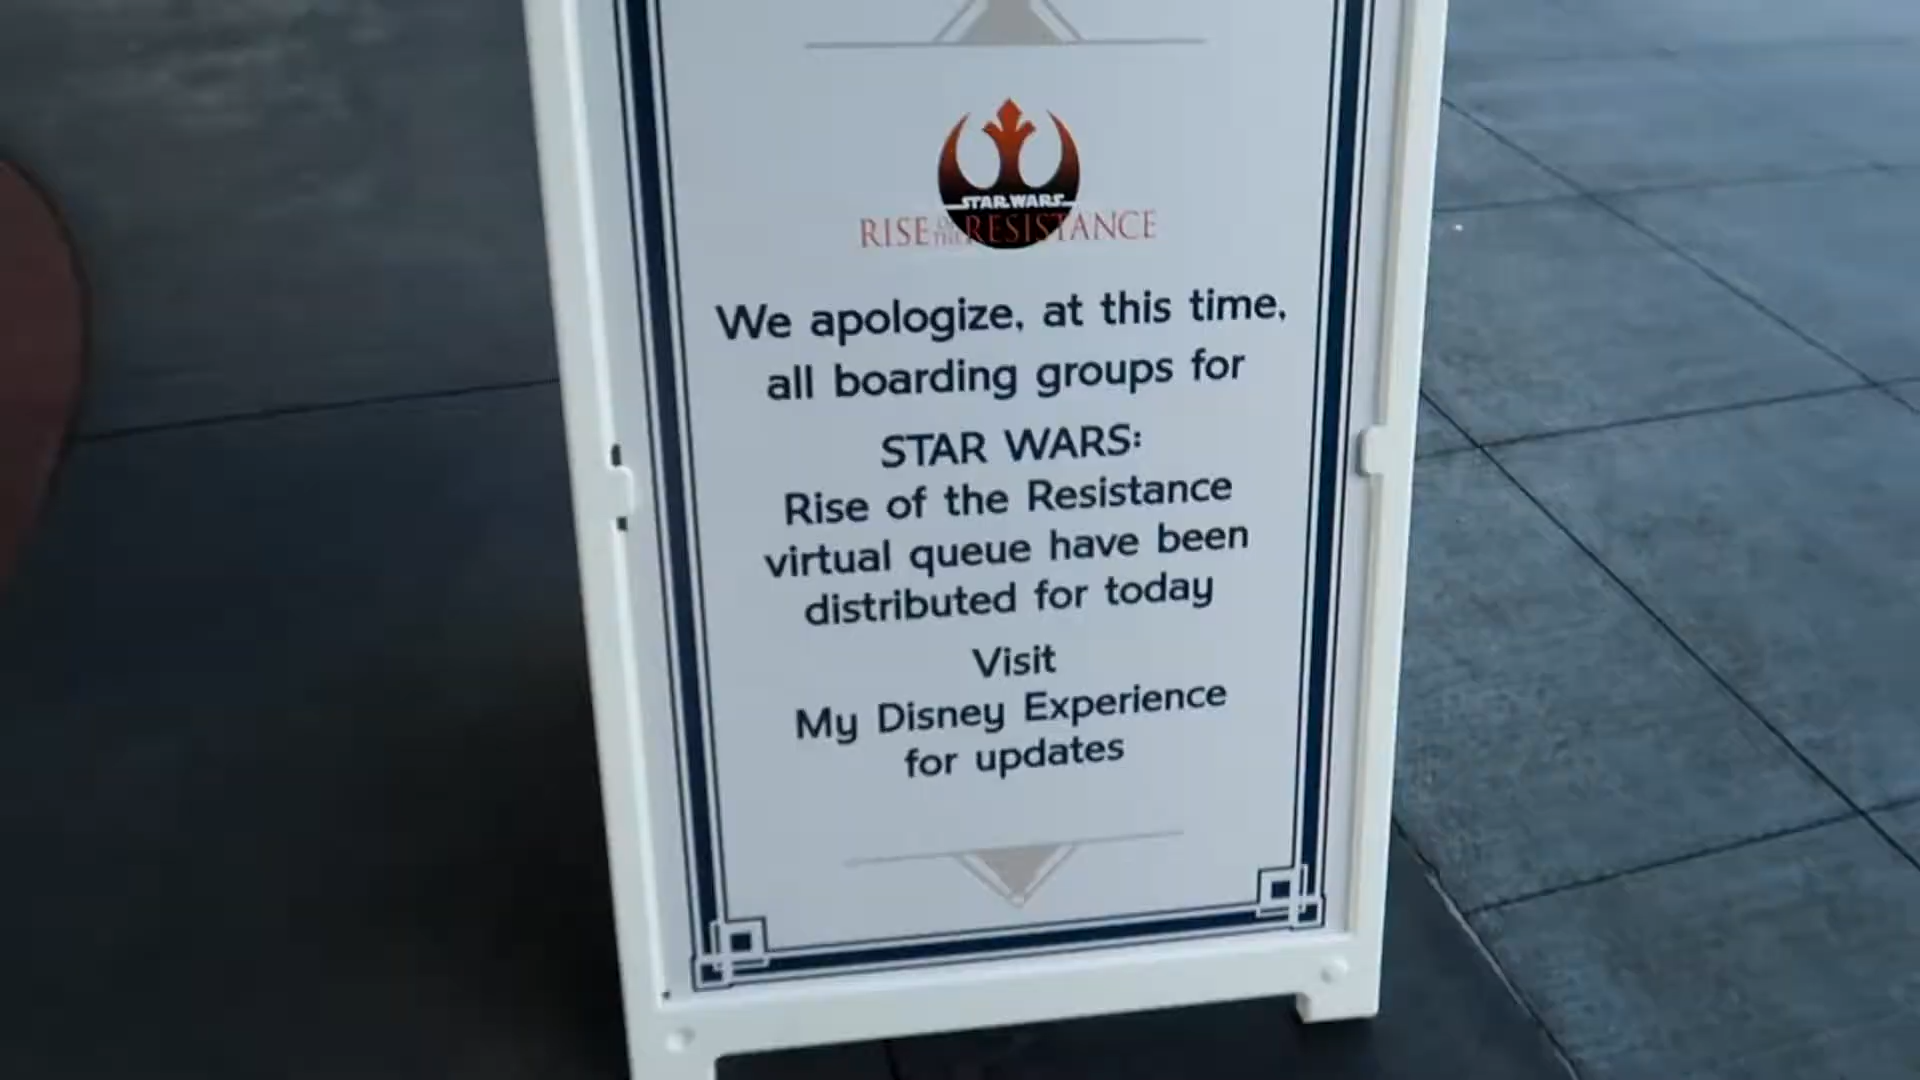 STAR WARS
RISE OF THE RESISTANCE
We apologize, at this time,
all boarding groups for
STAR WARS:
Rise of the Resistance
virtual queue have been
distributed for today
Visit
My Disney Experience
for updates